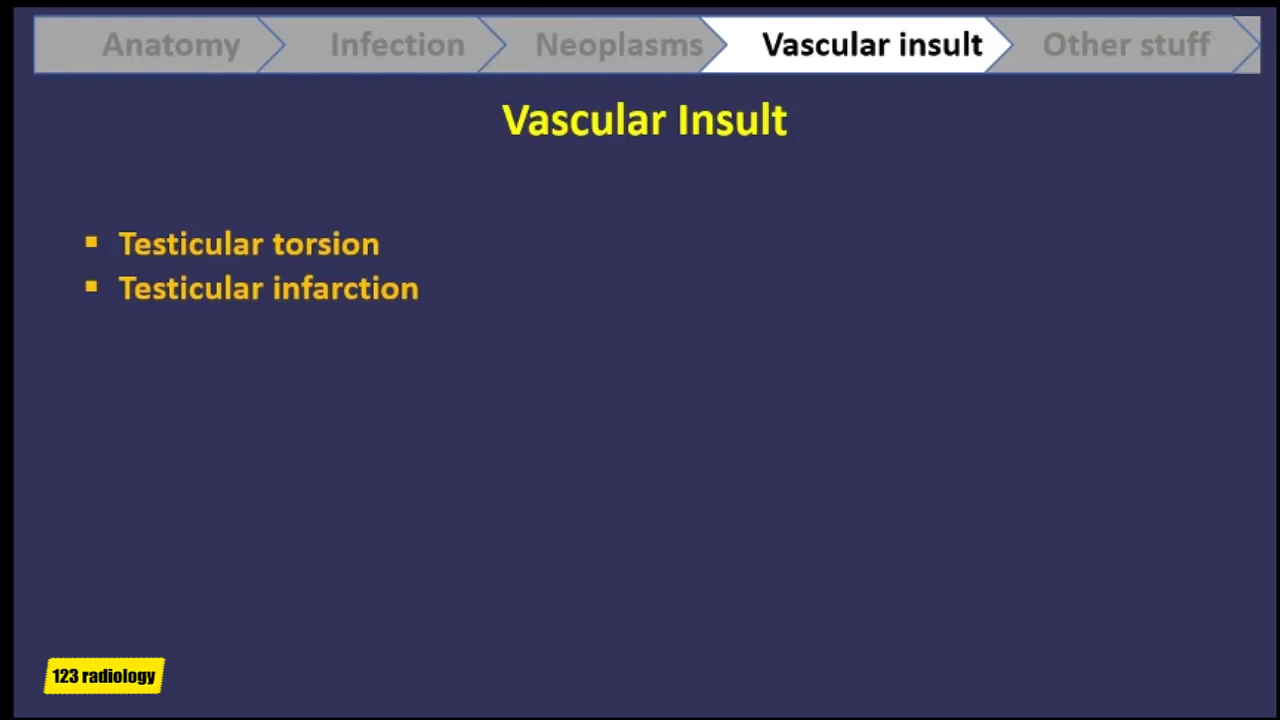 Anatomy Infection Neoplasms Vascular insult Other stuff
Vascular Insult
▪ Testicular torsion
▪ Testicular infarction
123 radiology